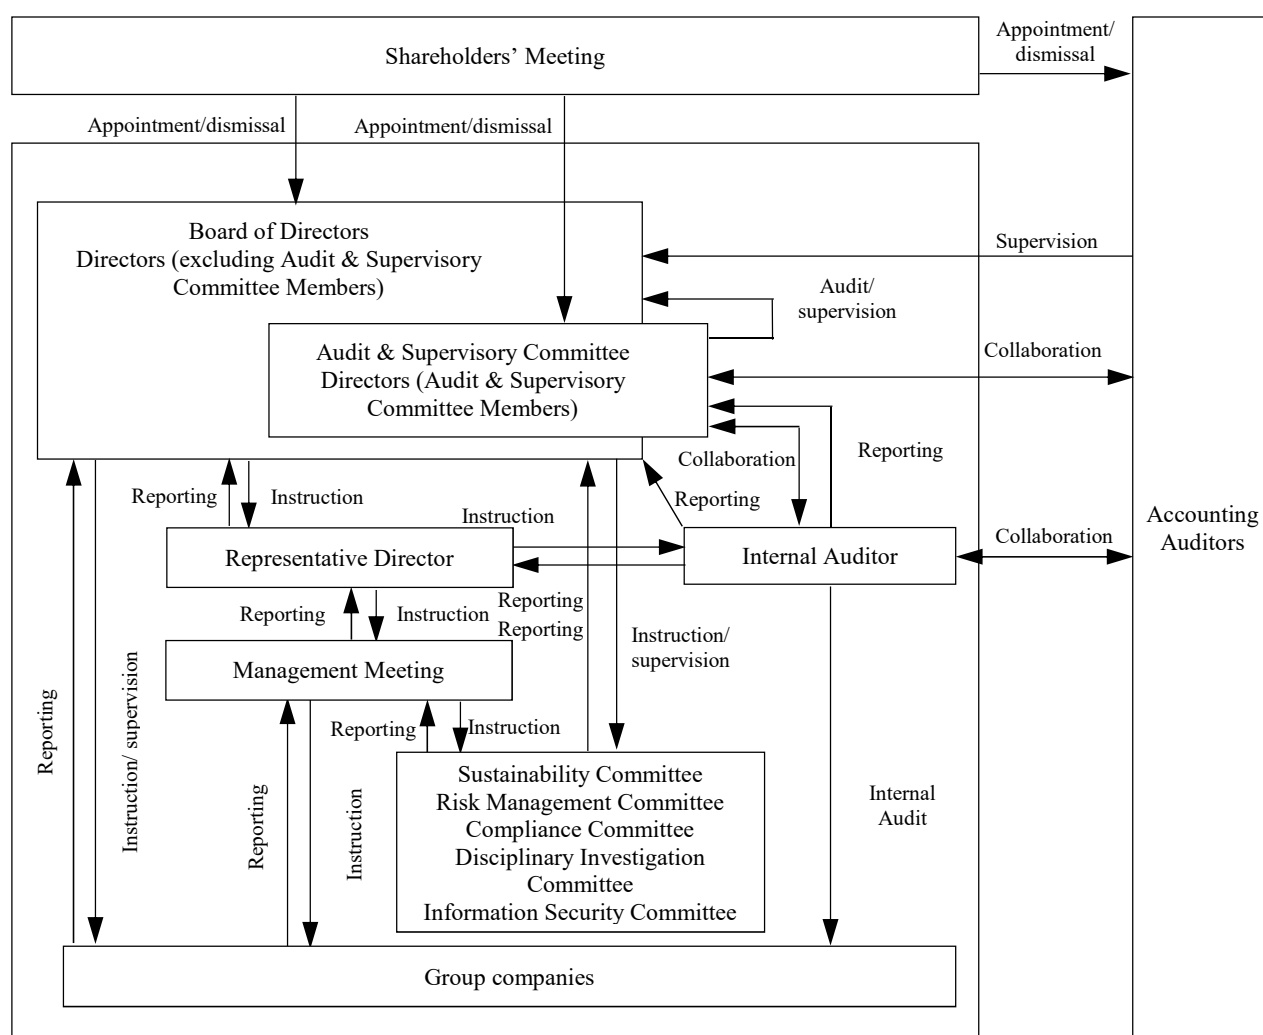 Appointment/
dismissal
Shareholders’ Meeting
Appointment/dismissal
Appointment/dismissal
Board of Directors
Directors (excluding Audit & Supervisory
Committee Members)
Supervision
Audit/
supervision
Audit & Supervisory Committee
Directors (Audit & Supervisory
Committee Members)
Collaboration
Collaboration
Reporting
Reporting
Instruction
Reporting
Instruction
Representative Director
Internal Auditor
Collaboration
Accounting
Auditors
Reporting
Instruction
Reporting
Reporting
Instruction/
supervision
Management Meeting
Reporting
Instruction/ supervision
Reporting
Instruction
Reporting
Instruction
Sustainability Committee
Risk Management Committee
Compliance Committee
Disciplinary Investigation
Committee
Information Security Committee
Internal
Audit
Group companies